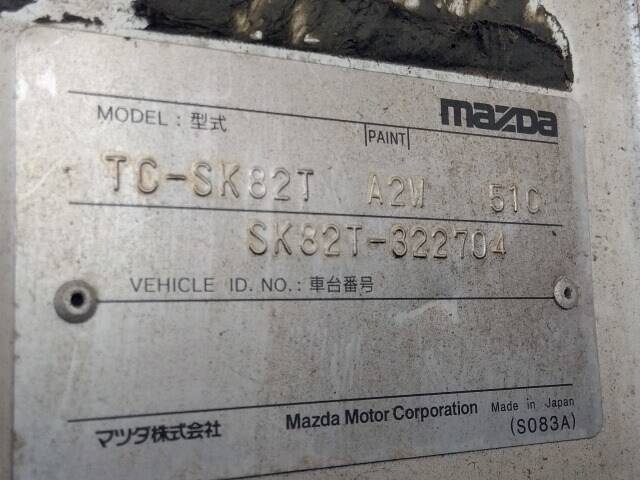 mazda
MODEL : 型式 PAINT
TC-SK82T A2W 51C
SK82T-322704
VEHICLE ID. NO. : 車台番号
マツダ株式会社 Mazda Motor Corporation Made in Japan
(S083A)